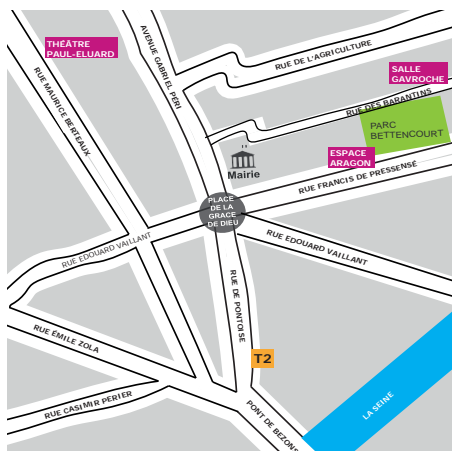 THÉÂTRE
PAUL-ELUARD
AVENUE GABRIEL PÉRI
RUE DE L'AGRICULTURE
RUE MAURICE BERTEAUX
SALLE
GAVROCHE
RUE DES BARANTINS
PARC
BETTENCOURT
Mairie
ESPACE
ARAGON
RUE FRANCIS DE PRESSENSÉ
PLACE
DE LA
GRACE
DE DIEU
RUE EDOUARD VAILLANT
RUE EDOUARD VAILLANT
RUE DE PONTOISE
RUE ÉMILE ZOLA
T2
RUE CASIMIR PÉRIER
PONT DE BEZONS
LA SEINE